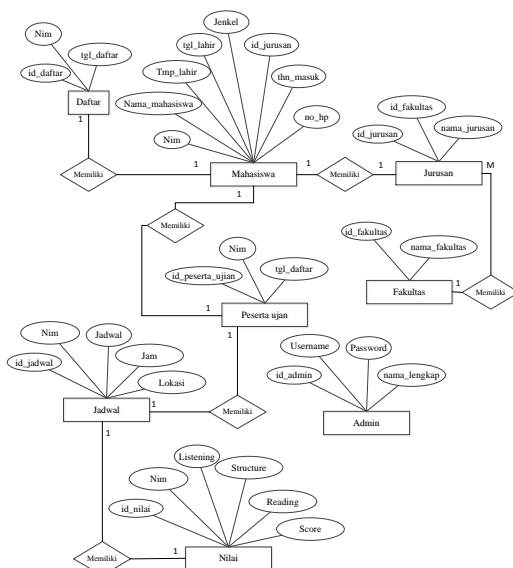 Jenkel
Nim
tgl_lahir
id_jurusan
tgl_daftar
id_daftar
Tmp_lahir
thn_masuk
Daftar
Nama_mahasiswa
id_fakultas
no_hp
nama_jurusan
1
id_jurusan
Nim
Memiliki
1
1
Mahasiswa
1
Memiliki
1
Jurusan
M
1
Memiliki
id_fakultas
Nim
nama_fakultas
tgl_daftar
id_peserta_ujian
Fakultas
1
Memiliki
1
Peserta ujan
1
Nim
Jadwal
Username
Password
Jam
id_jadwal
id_admin
nama_lengkap
Lokasi
Jadwal
1
Memiliki
Admin
1
Listening
Structure
Nim
Reading
id_nilai
Score
Memiliki
1
Nilai